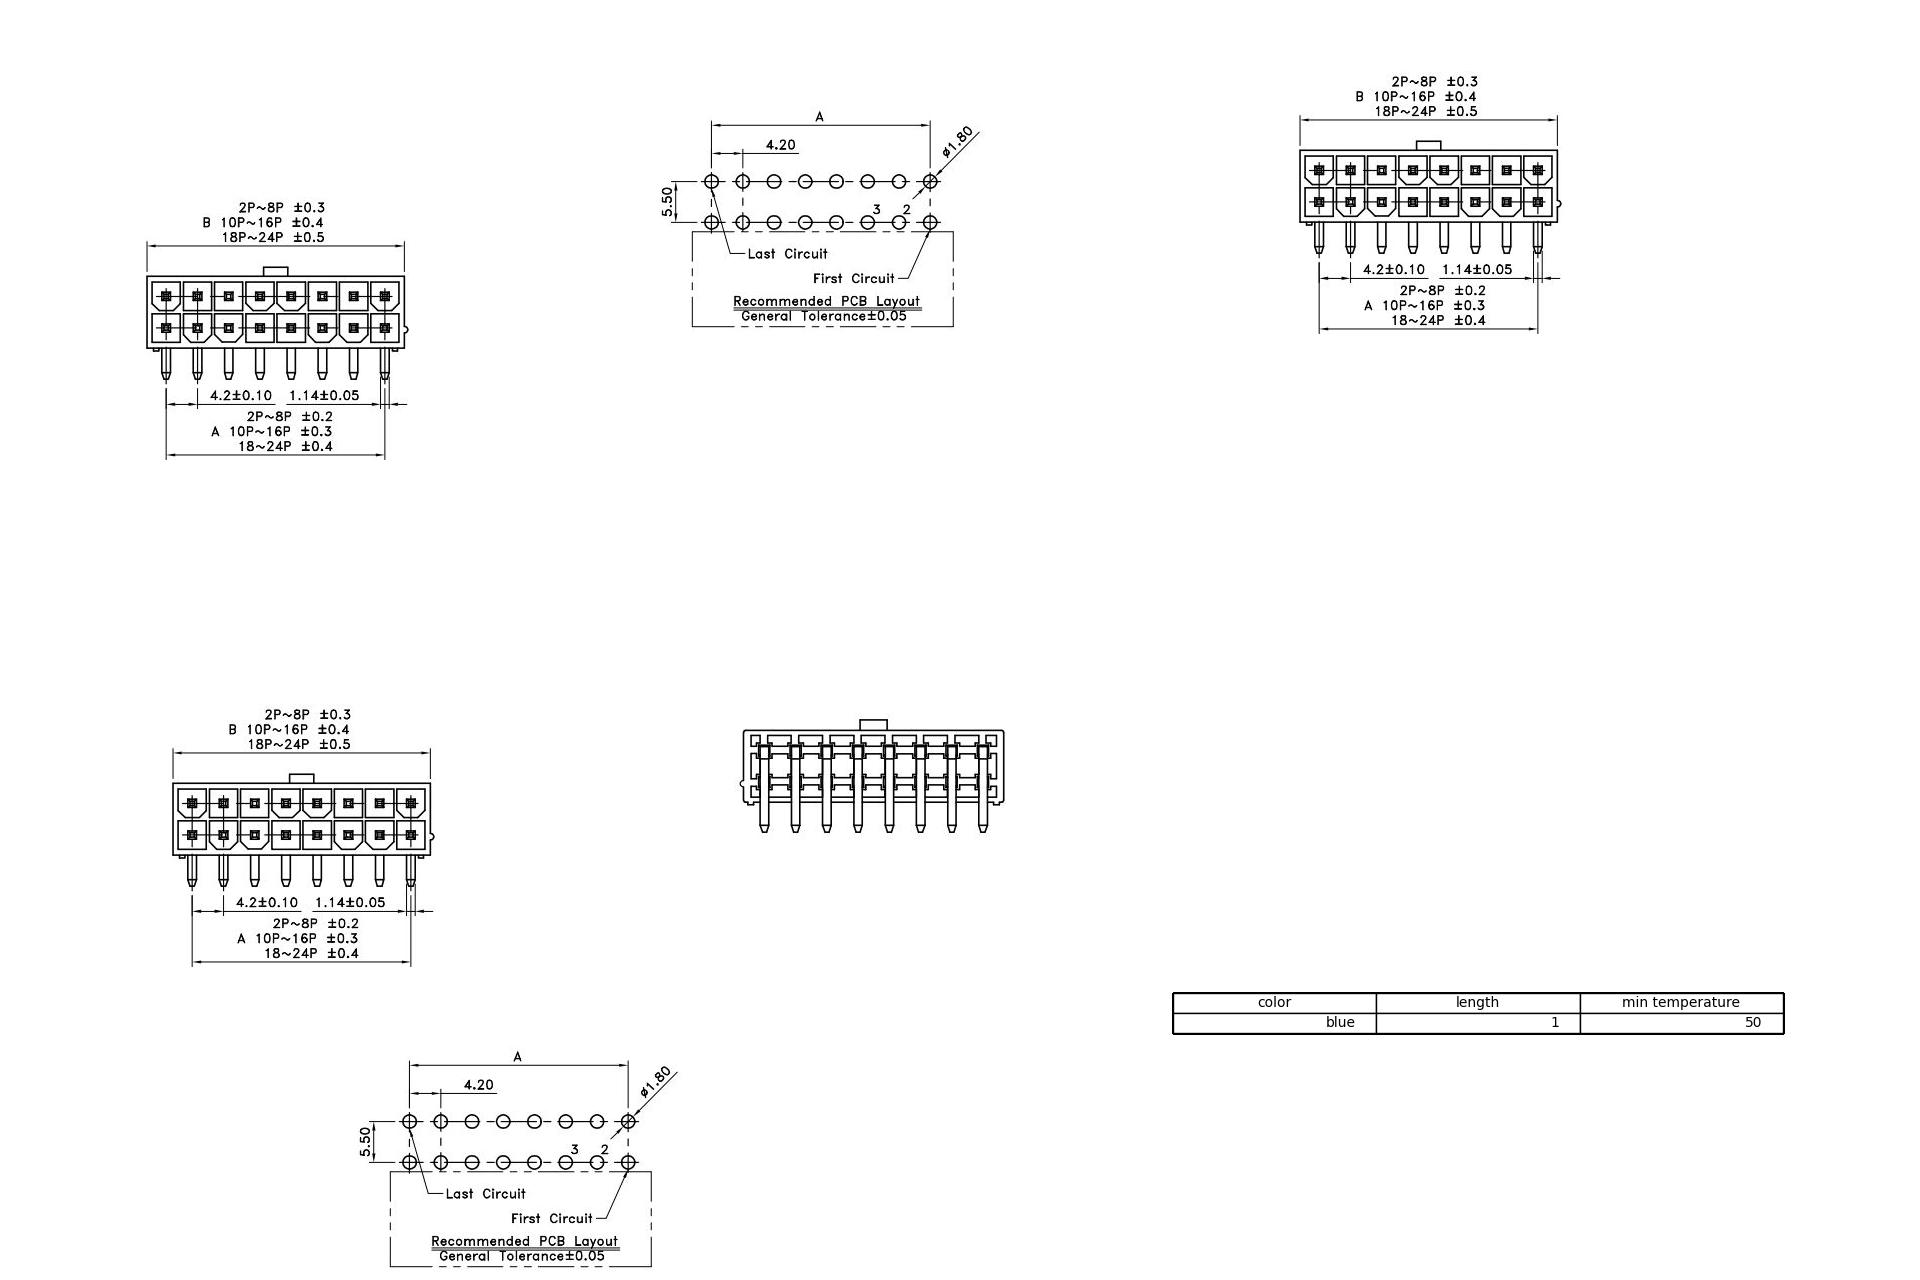 2P~8P ±0.3
B 10P~16P ±0.4
18P~24P ±0.5
4.2±0.10 1.14±0.05
2P~8P ±0.2
A 10P~16P ±0.3
18~24P ±0.4
A
4.20
ø1.80
5.50
3 2
Last Circuit
First Circuit
Recommended PCB Layout
General Tolerance±0.05
2P~8P ±0.3
B 10P~16P ±0.4
18P~24P ±0.5
4.2±0.10 1.14±0.05
2P~8P ±0.2
A 10P~16P ±0.3
18~24P ±0.4
2P~8P ±0.3
B 10P~16P ±0.4
18P~24P ±0.5
4.2±0.10 1.14±0.05
2P~8P ±0.2
A 10P~16P ±0.3
18~24P ±0.4
color length min temperature
blue 1 50
A
4.20
ø1.80
5.50
3 2
Last Circuit
First Circuit
Recommended PCB Layout
General Tolerance±0.05